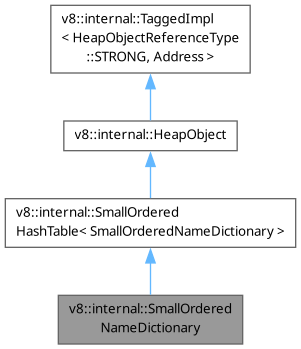 v8::internal::TaggedImpl
< HeapObjectReferenceType
::STRONG, Address >
v8::internal::HeapObject
v8::internal::SmallOrdered
HashTable< SmallOrderedNameDictionary >
v8::internal::SmallOrdered
NameDictionary